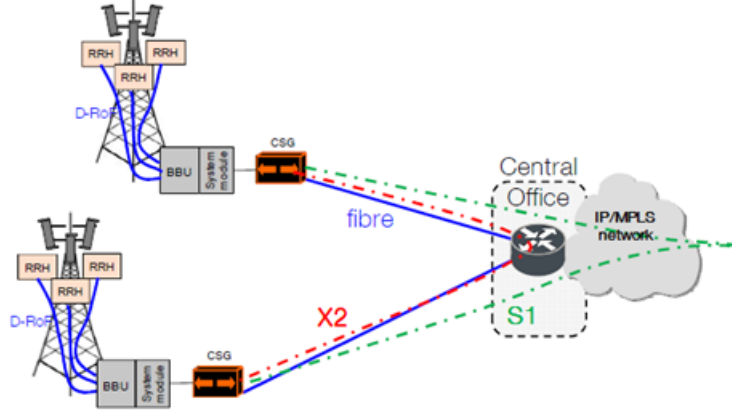 RRH
RRH
RRH
D-RoF
BBU
System
module
CSG
fibre
Central
Office
IP/MPLS
network
RRH
RRH
RRH
D-RoF
BBU
System
module
CSG
X2
S1